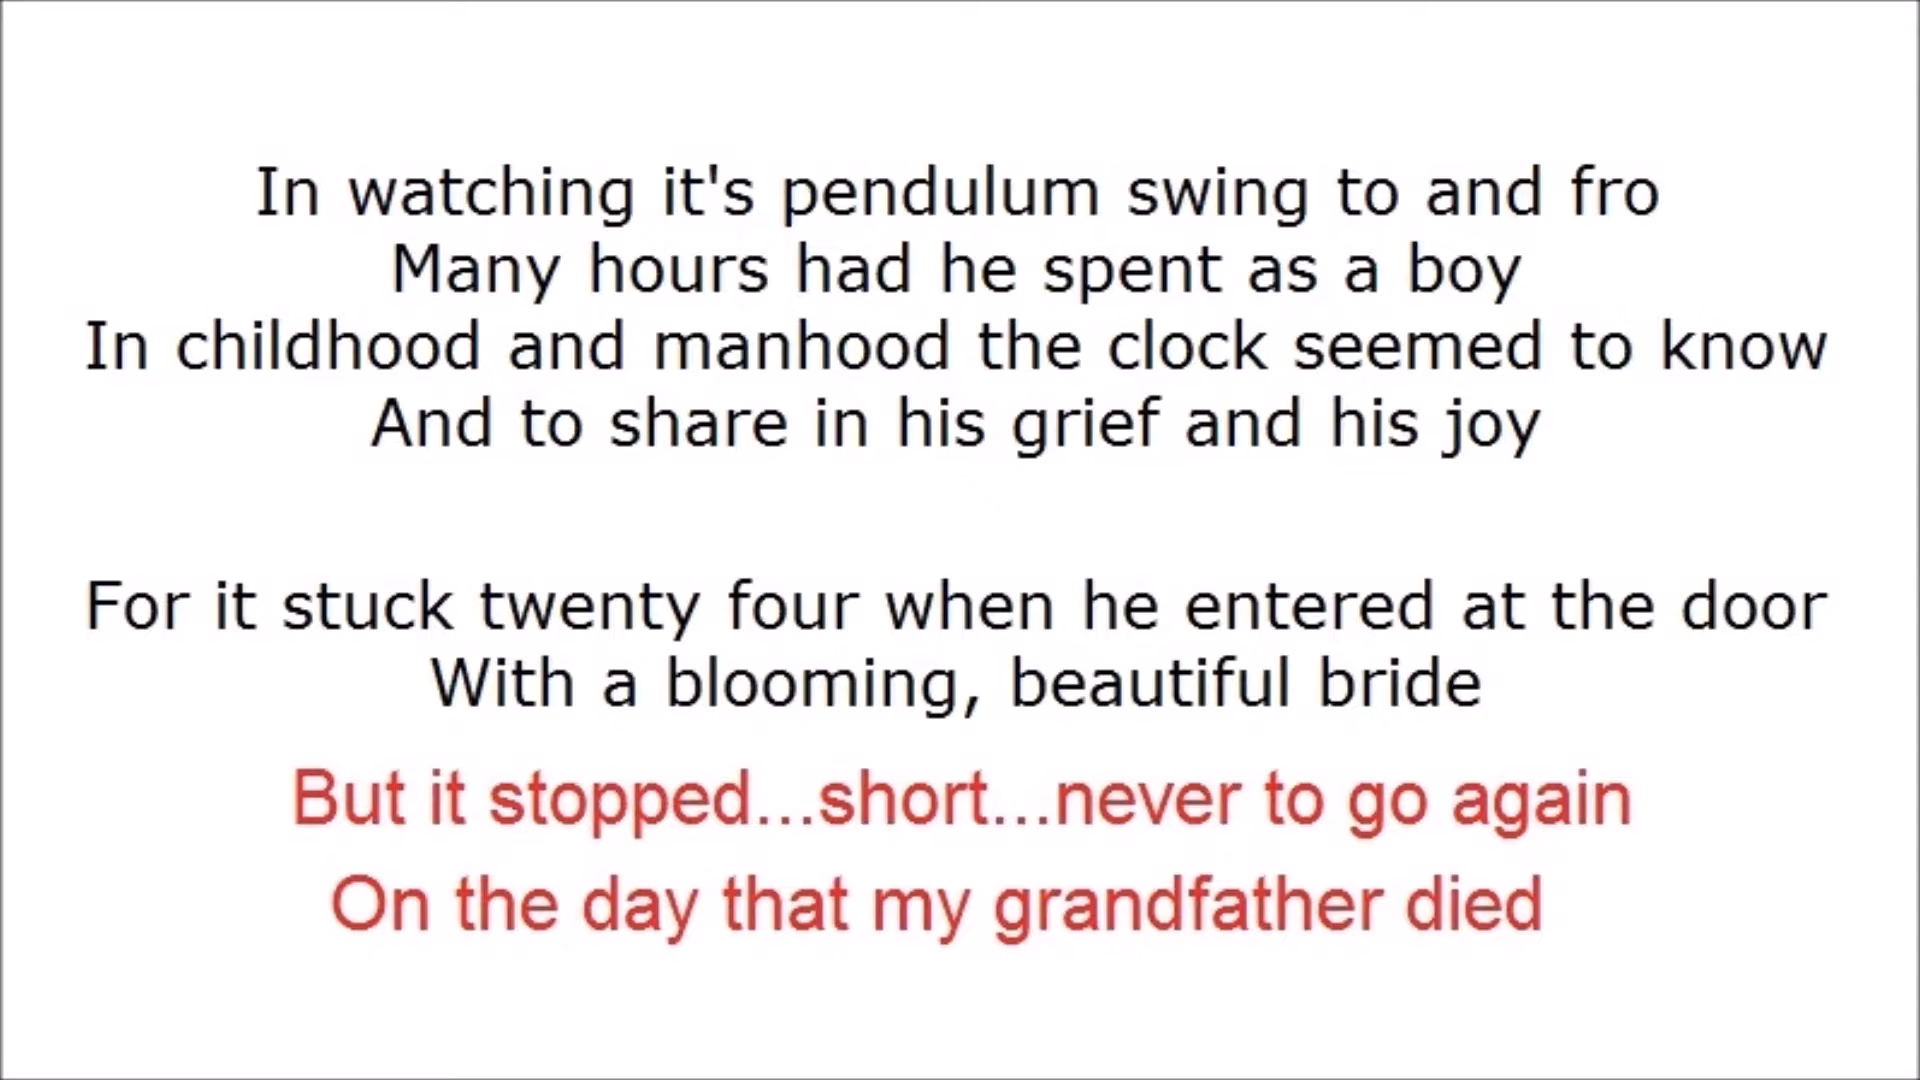 In watching it's pendulum swing to and fro
Many hours had he spent as a boy
In childhood and manhood the clock seemed to know
And to share in his grief and his joy
For it stuck twenty four when he entered at the door
With a blooming, beautiful bride
But it stopped...short...never to go again
On the day that my grandfather died